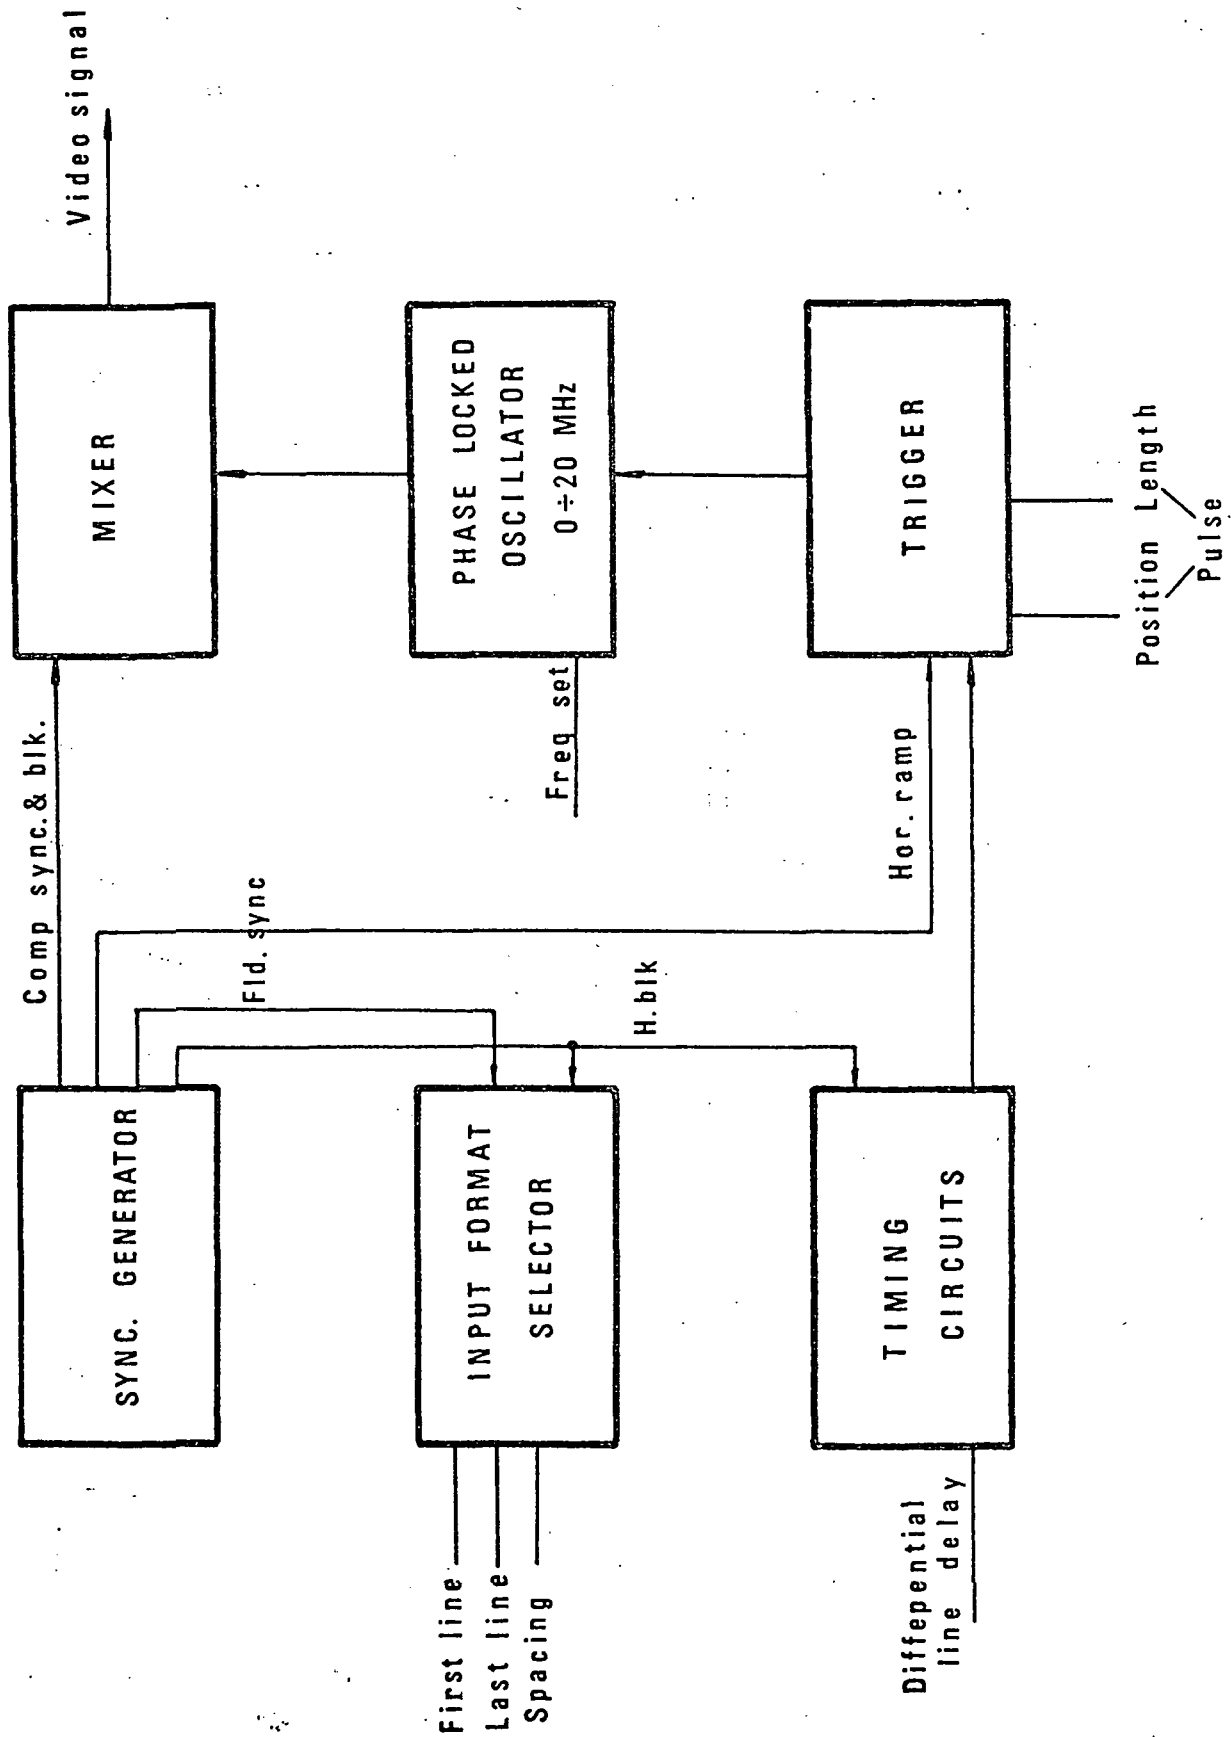 SYNC. GENERATOR
Comp sync.& blk.
MIXER
Video signal
Fld. sync
H.blk
First line
Last line
Spacing
INPUT FORMAT
SELECTOR
Freq set
PHASE LOCKED
OSCILLATOR
0÷20 MHz
Diffepential
line delay
TIMING
CIRCUITS
Hor.ramp
TRIGGER
Position Length
Pulse